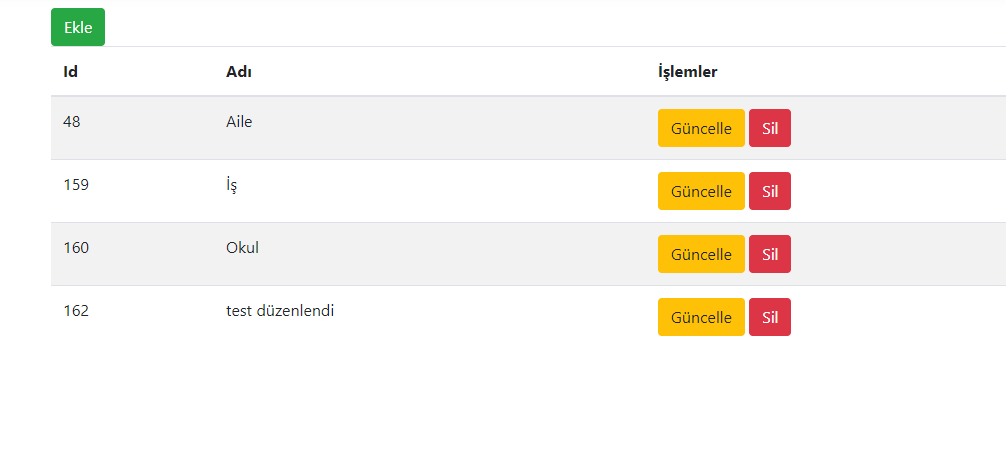 Ekle
Id Adı İşlemler
48 Aile Güncelle Sil
159 İş Güncelle Sil
160 Okul Güncelle Sil
162 test düzenlendi Güncelle Sil